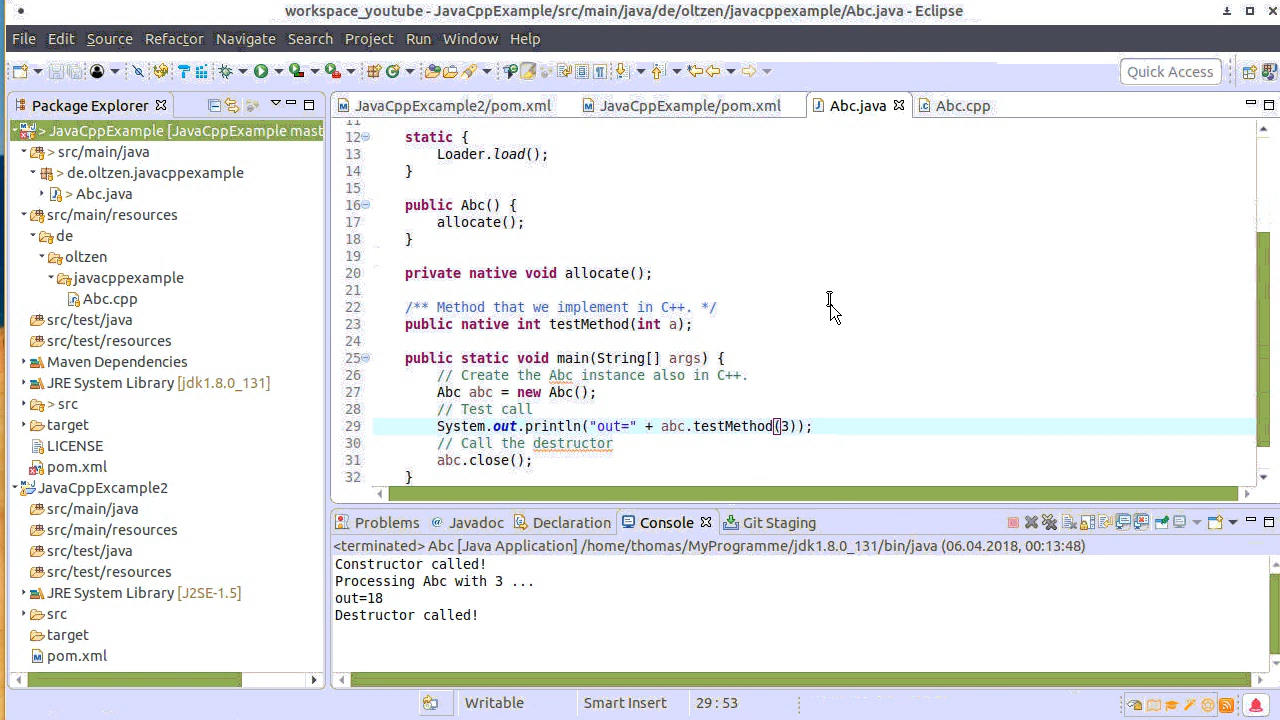 workspace_youtube - JavaCppExample/src/main/java/de/oltzen/javacppexample/Abc.java - Eclipse
File Edit Source Refactor Navigate Search Project Run Window Help
Quick Access
Package Explorer
> JavaCppExample [JavaCppExample mast
> src/main/java
> de.oltzen.javacppexample
> Abc.java
src/main/resources
de
oltzen
javacppexample
Abc.cpp
src/test/java
src/test/resources
Maven Dependencies
JRE System Library [jdk1.8.0_131]
> src
target
LICENSE
pom.xml
JavaCppExcample2
src/main/java
src/main/resources
src/test/java
src/test/resources
JRE System Library [J2SE-1.5]
src
target
pom.xml
JavaCppExcample2/pom.xml JavaCppExample/pom.xml Abc.java Abc.cpp
11
12 static {
13 Loader.load();
14 }
15
16 public Abc() {
17 allocate();
18 }
19
20 private native void allocate();
21
22 /** Method that we implement in C++. */
23 public native int testMethod(int a);
24
25 public static void main(String[] args) {
26 // Create the Abc instance also in C++.
27 Abc abc = new Abc();
28 // Test call
29 System.out.println("out=" + abc.testMethod(3));
30 // Call the destructor
31 abc.close();
32 }
Problems @ Javadoc Declaration Console Git Staging
<terminated> Abc [Java Application] /home/thomas/MyProgramme/jdk1.8.0_131/bin/java (06.04.2018, 00:13:48)
Constructor called!
Processing Abc with 3 ...
out=18
Destructor called!
Writable Smart Insert 29 : 53